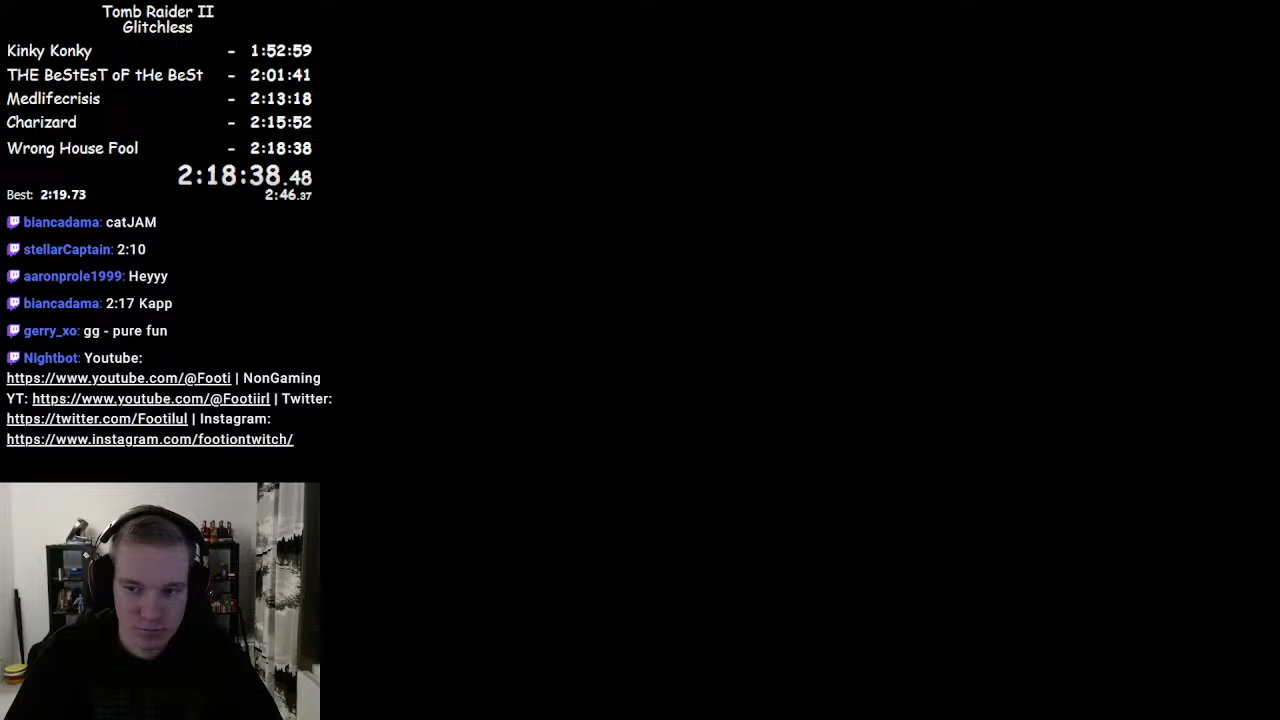 Tomb Raider II
Glitchless
Kinky Konky - 1:52:59
THE BeStEsT oF tHe BeSt - 2:01:41
Medlifecrisis - 2:13:18
Charizard - 2:15:52
Wrong House Fool - 2:18:38
2:18:38.48
Best: 2:19.73 2:46.37
biancadama: catJAM
stellarCaptain: 2:10
aaronprole1999: Heyyy
biancadama: 2:17 Kapp
gerry_xo: gg - pure fun
Nightbot: Youtube:
https://www.youtube.com/@Footi | NonGaming
YT: https://www.youtube.com/@Footiirl | Twitter:
https://twitter.com/Footilul | Instagram:
https://www.instagram.com/footiontwitch/